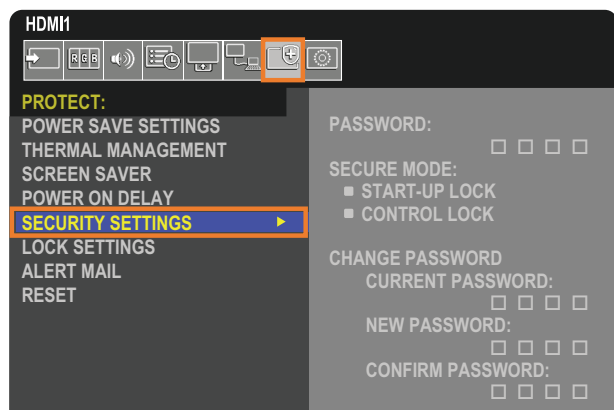 HDMI1
RGB
PROTECT:
POWER SAVE SETTINGS
THERMAL MANAGEMENT
SCREEN SAVER
POWER ON DELAY
SECURITY SETTINGS
LOCK SETTINGS
ALERT MAIL
RESET
PASSWORD:
SECURE MODE:
START-UP LOCK
CONTROL LOCK
CHANGE PASSWORD
CURRENT PASSWORD:
NEW PASSWORD:
CONFIRM PASSWORD: